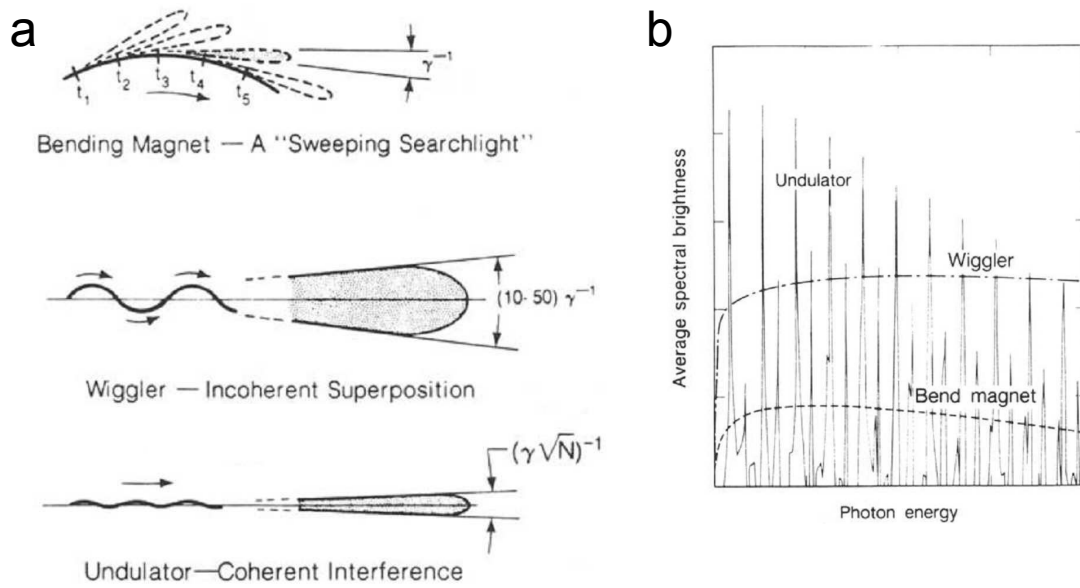 a
γ⁻¹
t₁
t₂
t₃
t₄
t₅
Bending Magnet — A "Sweeping Searchlight"
(10-50) γ⁻¹
Wiggler — Incoherent Superposition
(γ√N)⁻¹
Undulator—Coherent Interference
b
Average spectral brightness
Undulator
Wiggler
Bend magnet
Photon energy